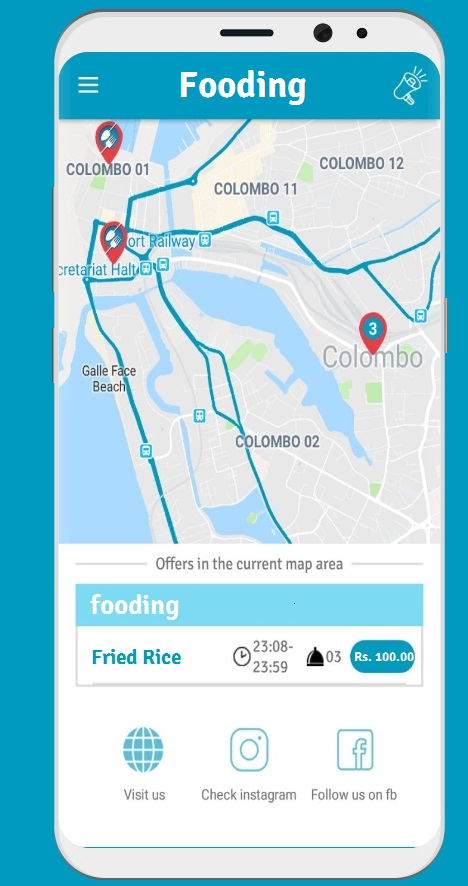 Fooding
COLOMBO 01
COLOMBO 12
COLOMBO 11
ort Railway
cretariat Halt
3
Colombo
Galle Face
Beach
COLOMBO 02
Offers in the current map area
fooding
Fried Rice
23:08-
23:59
03
Rs. 100.00
Visit us
Check instagram
Follow us on fb